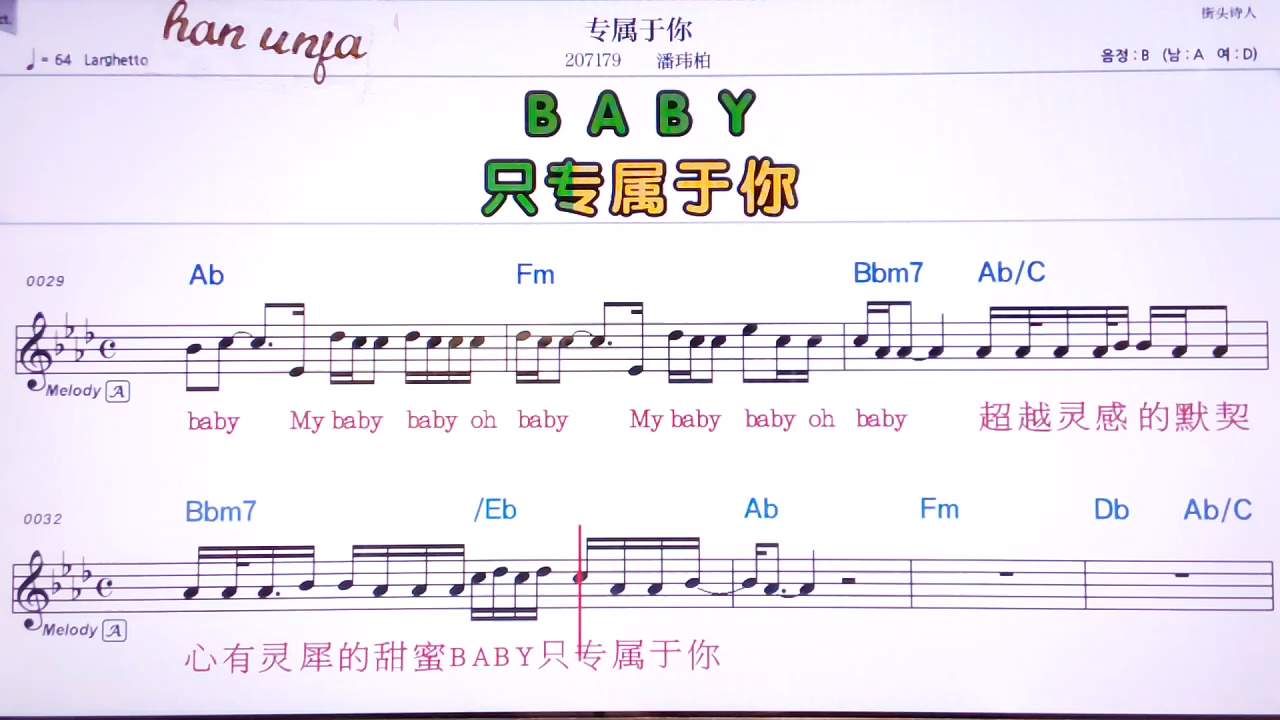 han unfa
专属于你
街头诗人
♩= 64 Larghetto
207179 潘玮柏
음정 : B (남 : A 여 : D)
BABY
只专属于你
0029 Ab Fm Bbm7 Ab/C
Melody A
baby My baby baby oh baby My baby baby oh baby 超越灵感的默契
0032 Bbm7 /Eb Ab Fm Db Ab/C
Melody A
心有灵犀的甜蜜BABY只专属于你